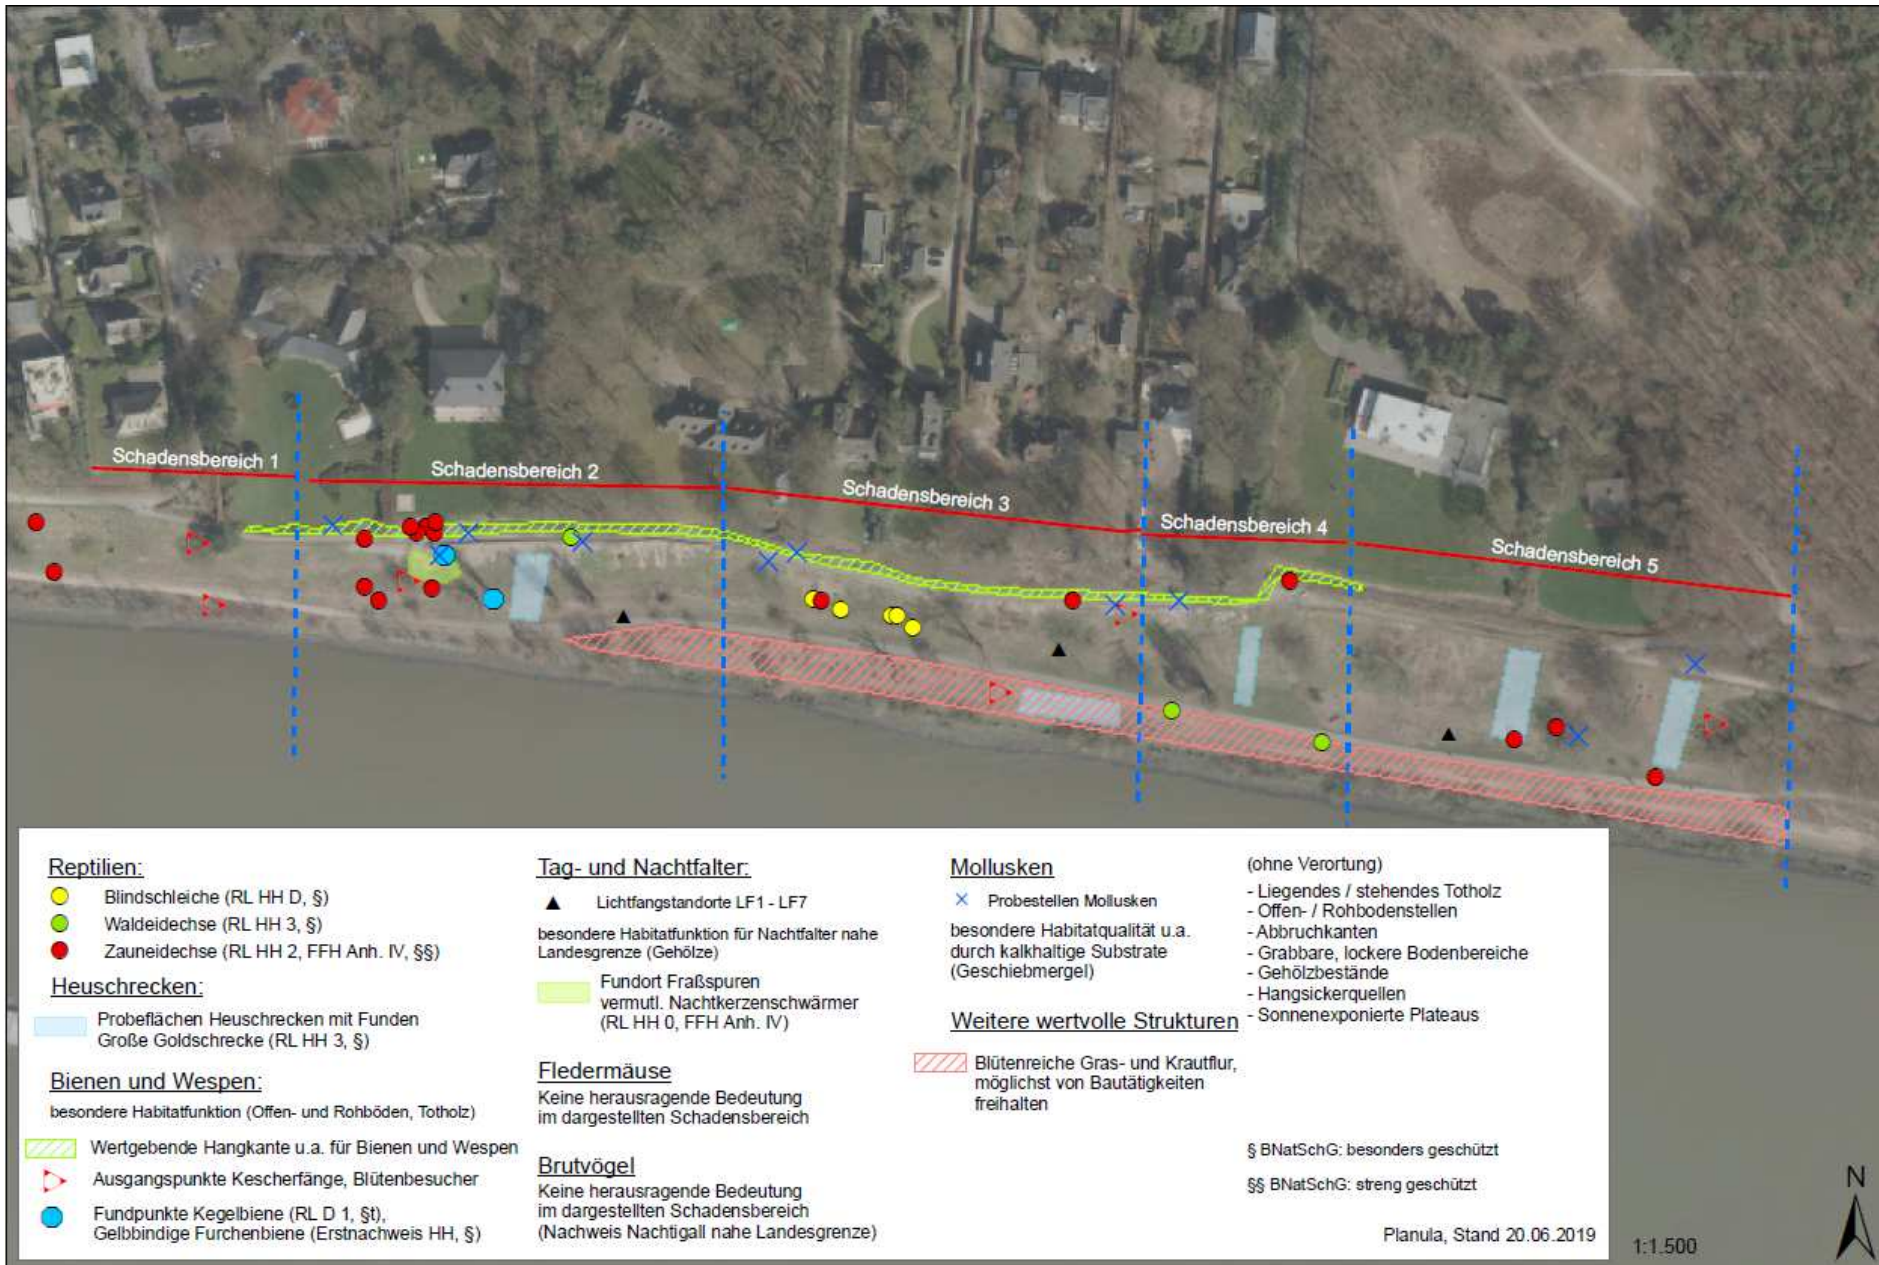 Schadensbereich 1
Schadensbereich 2
Schadensbereich 3
Schadensbereich 4
Schadensbereich 5
Reptilien:
Blindschleiche (RL HH D, §)
Waldeidechse (RL HH 3, §)
Zauneidechse (RL HH 2, FFH Anh. IV, §§)
Heuschrecken:
Probeflächen Heuschrecken mit Funden
Große Goldschrecke (RL HH 3, §)
Bienen und Wespen:
besondere Habitatfunktion (Offen- und Rohböden, Totholz)
Wertgebende Hangkante u.a. für Bienen und Wespen
Ausgangspunkte Kescherfänge, Blütenbesucher
Fundpunkte Kegelbiene (RL D 1, §t),
Gelbbindige Furchenbiene (Erstnachweis HH, §)
Tag- und Nachtfalter:
Lichtfangstandorte LF1 - LF7
besondere Habitatfunktion für Nachtfalter nahe
Landesgrenze (Gehölze)
Fundort Fraßspuren
vermutl. Nachtkerzenschwärmer
(RL HH 0, FFH Anh. IV)
Fledermäuse
Keine herausragende Bedeutung
im dargestellten Schadensbereich
Brutvögel
Keine herausragende Bedeutung
im dargestellten Schadensbereich
(Nachweis Nachtigall nahe Landesgrenze)
Mollusken
Probestellen Mollusken
besondere Habitatqualität u.a.
durch kalkhaltige Substrate
(Geschiebmergel)
Weitere wertvolle Strukturen
Blütenreiche Gras- und Krautflur,
möglichst von Bautätigkeiten
freihalten
(ohne Verortung)
- Liegendes / stehendes Totholz
- Offen- / Rohbodenstellen
- Abbruchkanten
- Grabbare, lockere Bodenbereiche
- Gehölzbestände
- Hangsickerquellen
- Sonnenexponierte Plateaus
§ BNatSchG: besonders geschützt
§§ BNatSchG: streng geschützt
Planula, Stand 20.06.2019
1:1.500
N